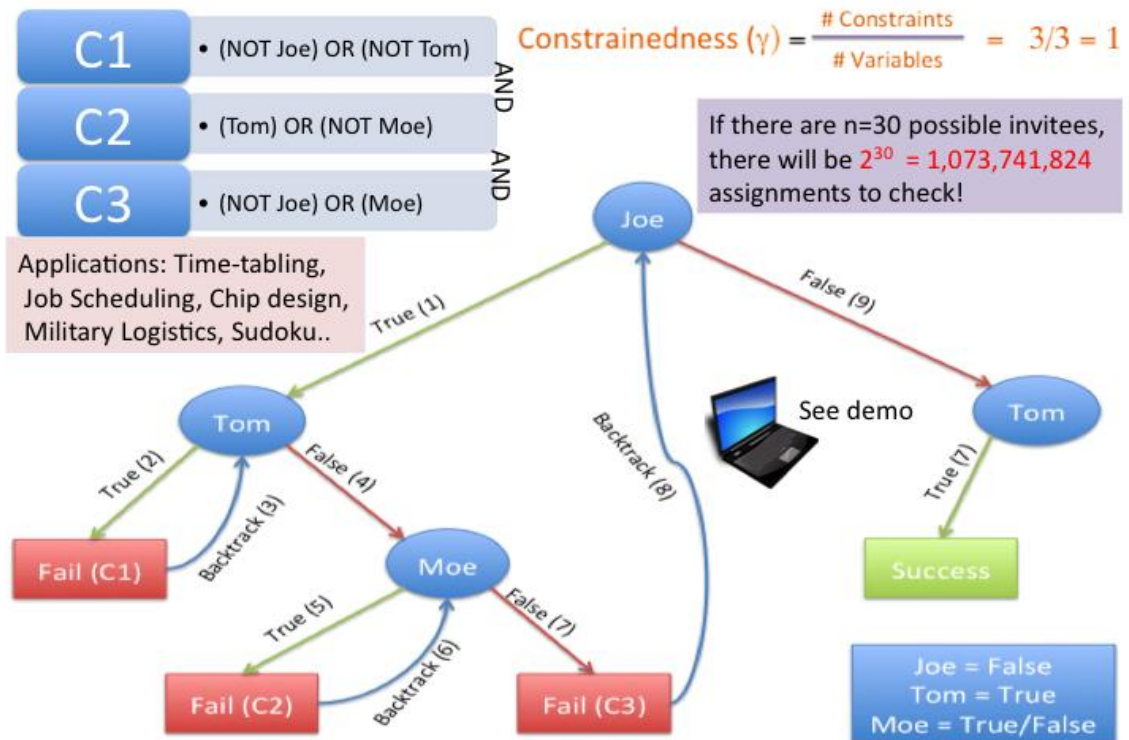 C1
• (NOT Joe) OR (NOT Tom)
AND
C2
• (Tom) OR (NOT Moe)
AND
C3
• (NOT Joe) OR (Moe)
Constrainedness (γ) = # Constraints / # Variables = 3/3 = 1
If there are n=30 possible invitees,
there will be 2³⁰ = 1,073,741,824
assignments to check!
Applications: Time-tabling,
Job Scheduling, Chip design,
Military Logistics, Sudoku..
Joe
True (1)
False (9)
Tom
Backtrack (8)
See demo
Tom
True (2)
Backtrack (3)
False (4)
True (7)
Fail (C1)
Moe
Success
True (5)
Backtrack (6)
False (7)
Fail (C2)
Fail (C3)
Joe = False
Tom = True
Moe = True/False